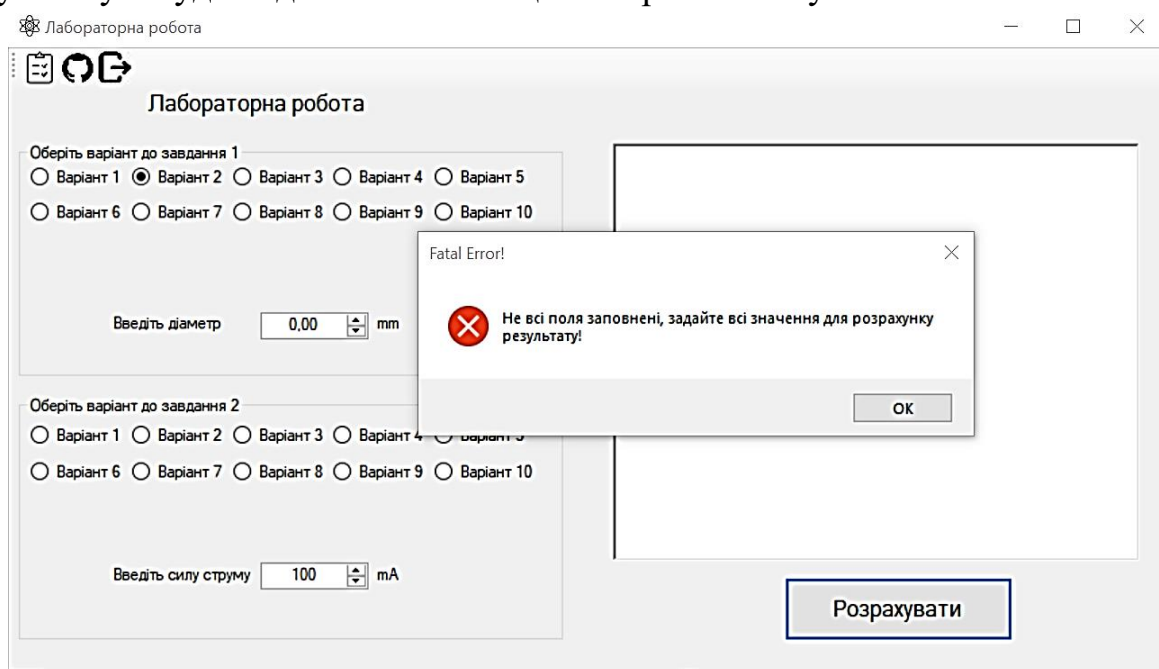 Лабораторна робота
Лабораторна робота
Оберіть варіант до завдання 1
Варіант 1 Варіант 2 Варіант 3 Варіант 4 Варіант 5
Варіант 6 Варіант 7 Варіант 8 Варіант 9 Варіант 10
Fatal Error!
Не всі поля заповнені, задайте всі значення для розрахунку
результату!
OK
Введіть діаметр 0,00 mm
Оберіть варіант до завдання 2
Варіант 1 Варіант 2 Варіант 3 Варіант 4
Варіант 6 Варіант 7 Варіант 8 Варіант 9 Варіант 10
Введіть силу струму 100 mA
Розрахувати